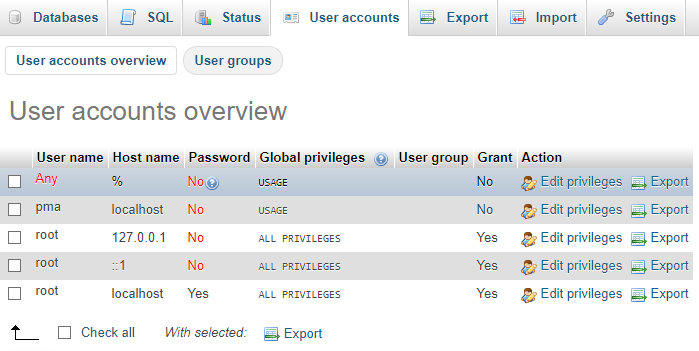 Databases SQL Status User accounts Export Import Settings
User accounts overview User groups
User accounts overview
User name Host name Password Global privileges User group Grant Action
Any % No USAGE No Edit privileges Export
pma localhost No USAGE No Edit privileges Export
root 127.0.0.1 No ALL PRIVILEGES Yes Edit privileges Export
root ::1 No ALL PRIVILEGES Yes Edit privileges Export
root localhost Yes ALL PRIVILEGES Yes Edit privileges Export
Check all With selected: Export